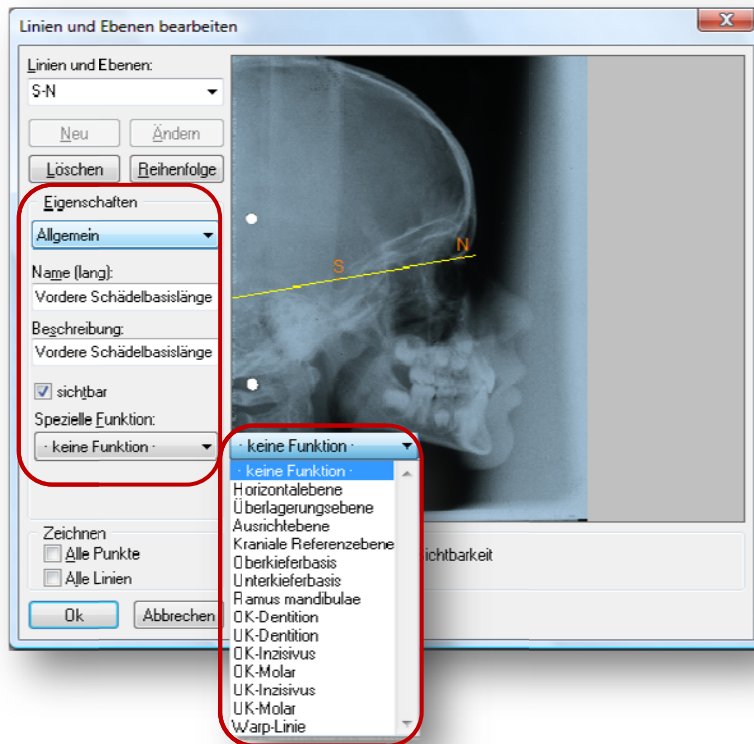 Linien und Ebenen bearbeiten
x
Linien und Ebenen:
S-N
Neu
Ändern
Löschen
Reihenfolge
Eigenschaften
Allgemein
Name (lang):
Vordere Schädelbasislänge
Beschreibung:
Vordere Schädelbasislänge
sichtbar
Spezielle Funktion:
· keine Funktion ·
Zeichnen
Alle Punkte
Alle Linien
Ok
Abbrechen
S
N
· keine Funktion ·
· keine Funktion ·
Horizontalebene
Überlagerungsebene
Ausrichtebene
Kraniale Referenzebene
Oberkieferbasis
Unterkieferbasis
Ramus mandibulae
OK-Dentition
UK-Dentition
OK-Inzisivus
OK-Molar
UK-Inzisivus
UK-Molar
Warp-Linie
ichtbarkeit